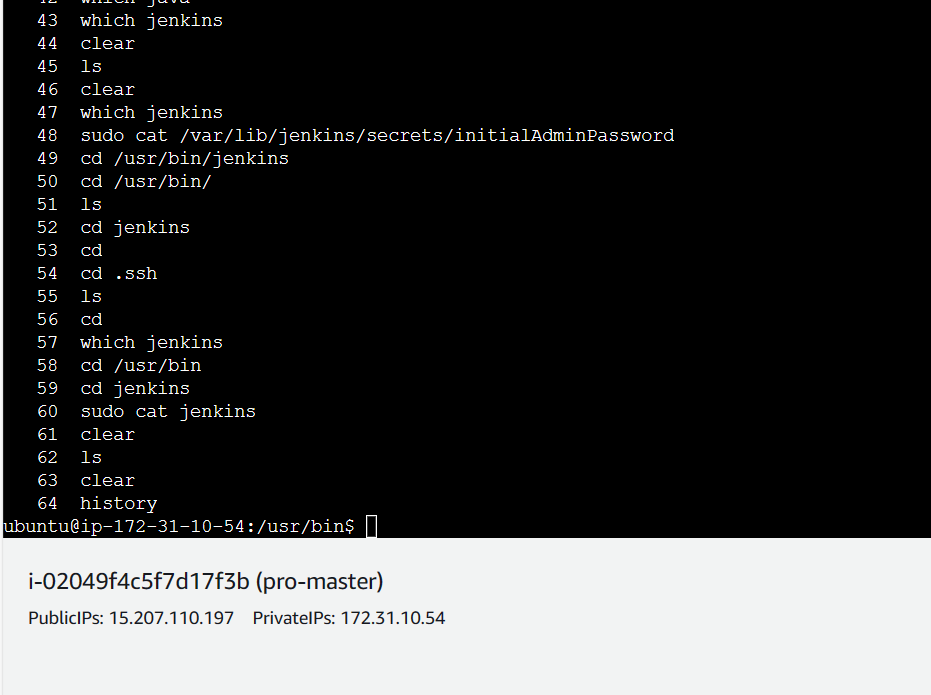 42  which java
43  which jenkins
44  clear
45  ls
46  clear
47  which jenkins
48  sudo cat /var/lib/jenkins/secrets/initialAdminPassword
49  cd /usr/bin/jenkins
50  cd /usr/bin/
51  ls
52  cd jenkins
53  cd
54  cd .ssh
55  ls
56  cd
57  which jenkins
58  cd /usr/bin
59  cd jenkins
60  sudo cat jenkins
61  clear
62  ls
63  clear
64  history
ubuntu@ip-172-31-10-54:/usr/bin$
i-02049f4c5f7d17f3b (pro-master)
PublicIPs: 15.207.110.197    PrivateIPs: 172.31.10.54